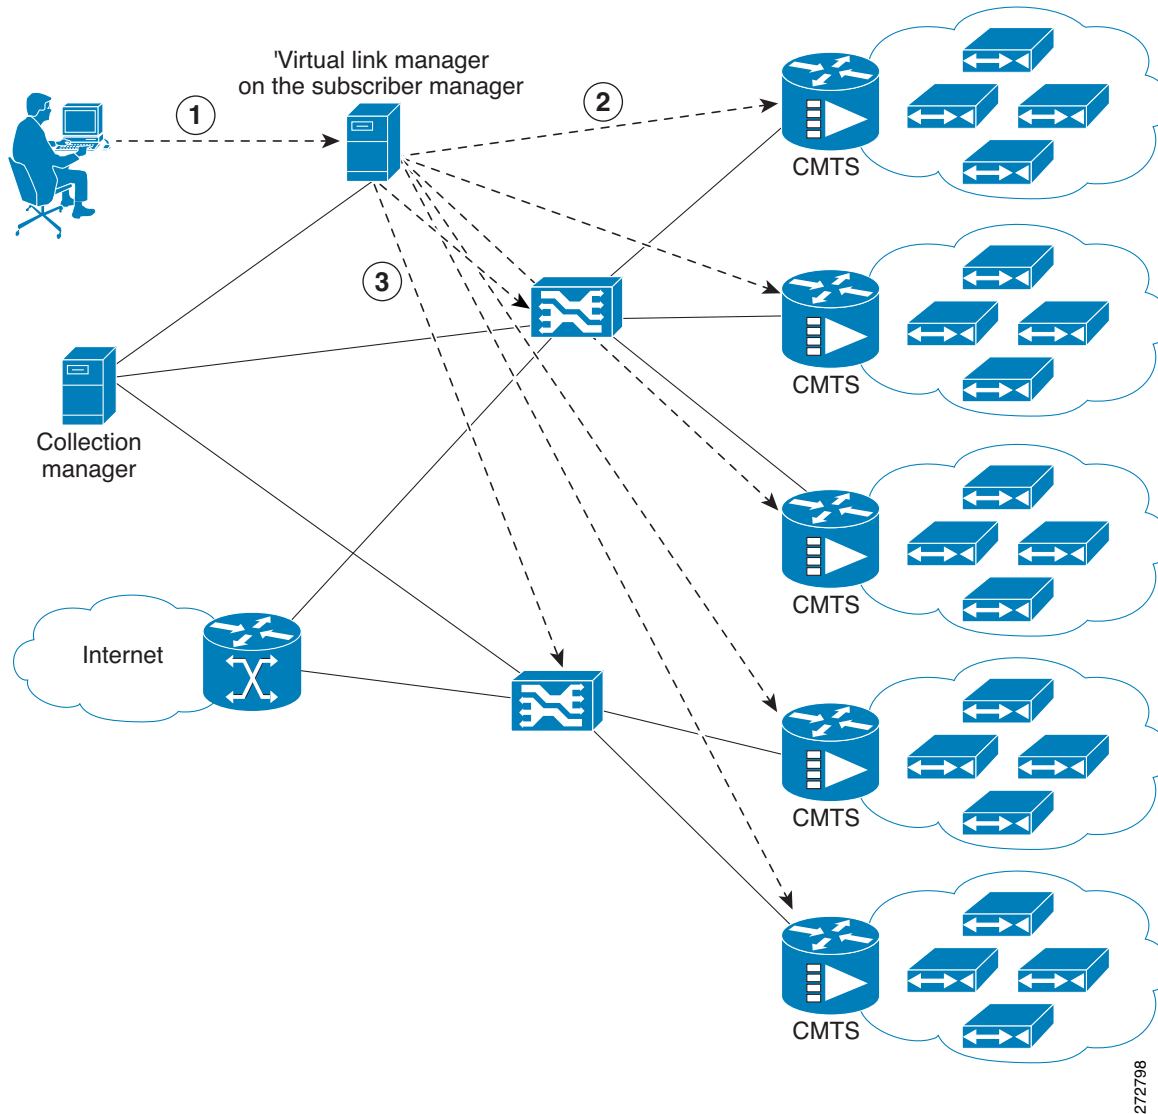 'Virtual link manager
on the subscriber manager
1
2
CMTS
3
CMTS
Collection
manager
CMTS
Internet
CMTS
CMTS
272798